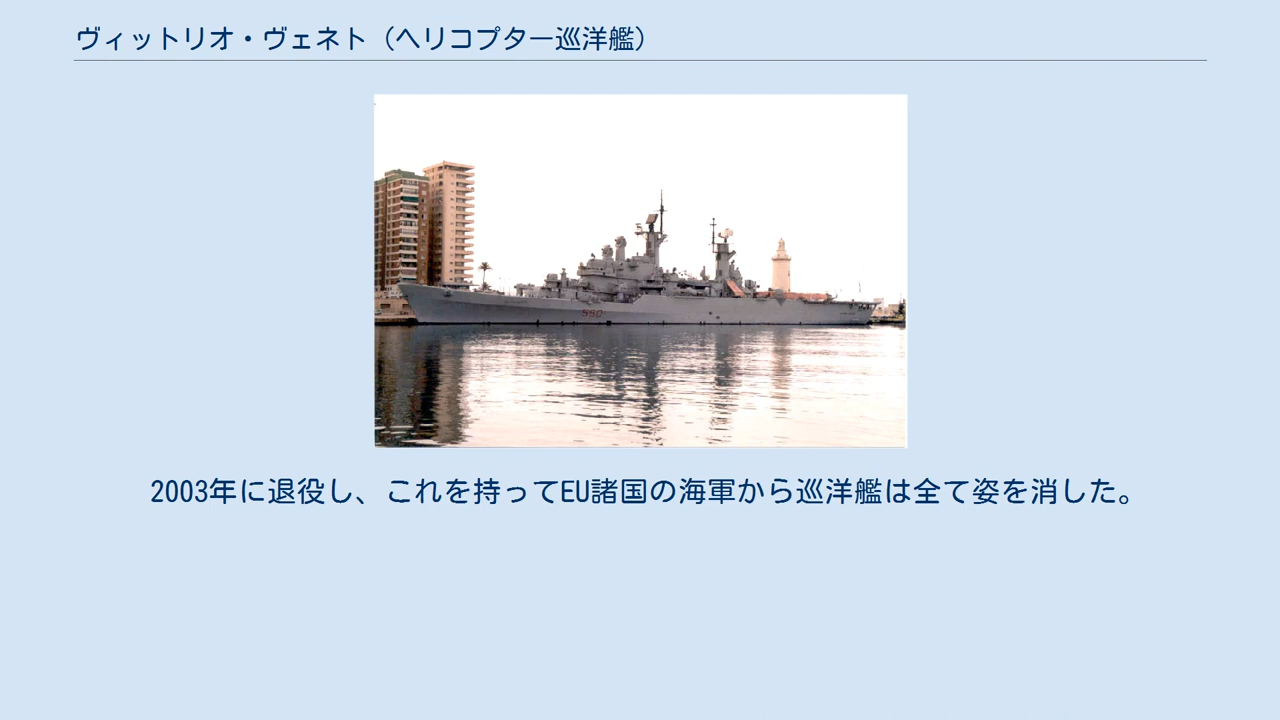 ヴィットリオ・ヴェネト（ヘリコプター巡洋艦）
550
2003年に退役し、これを持ってEU諸国の海軍から巡洋艦は全て姿を消した。